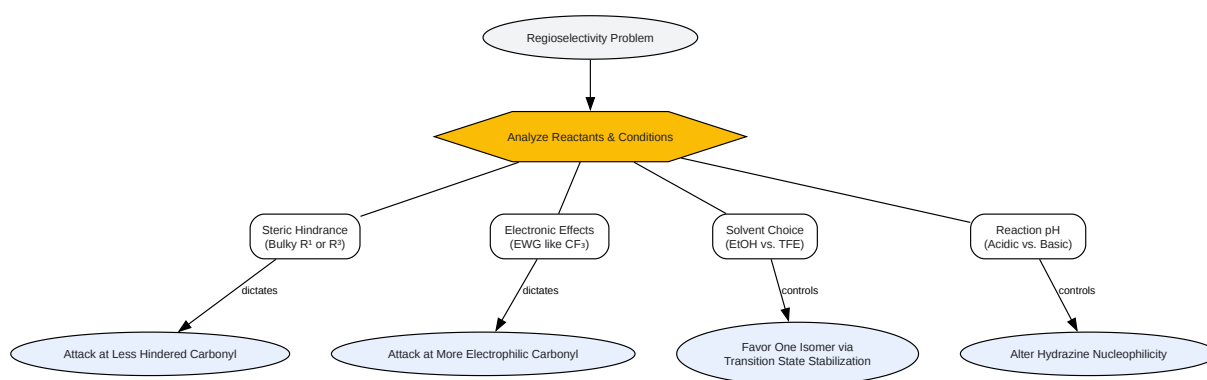 Regioselectivity Problem
Analyze Reactants & Conditions
Steric Hindrance
(Bulky R¹ or R³)
Electronic Effects
(EWG like CF₃)
Solvent Choice
(EtOH vs. TFE)
Reaction pH
(Acidic vs. Basic)
dictates
dictates
controls
controls
Attack at Less Hindered Carbonyl
Attack at More Electrophilic Carbonyl
Favor One Isomer via
Transition State Stabilization
Alter Hydrazine Nucleophilicity